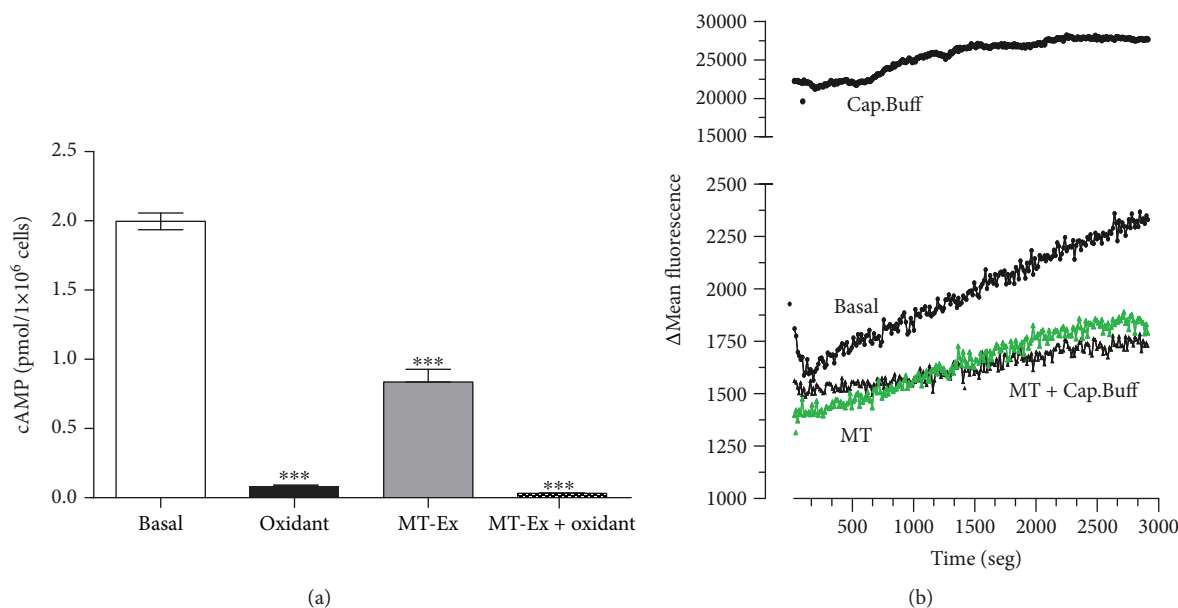 2.5
2.0
1.5
1.0
0.5
0.0
cAMP (pmol/1×10⁶ cells)
***
***
***
Basal
Oxidant
MT-Ex
MT-Ex + oxidant
(a)
30000
25000
20000
15000
2500
2250
2000
1750
1500
1250
1000
ΔMean fluorescence
Cap.Buff
Basal
MT + Cap.Buff
MT
500
1000
1500
2000
2500
3000
Time (seg)
(b)